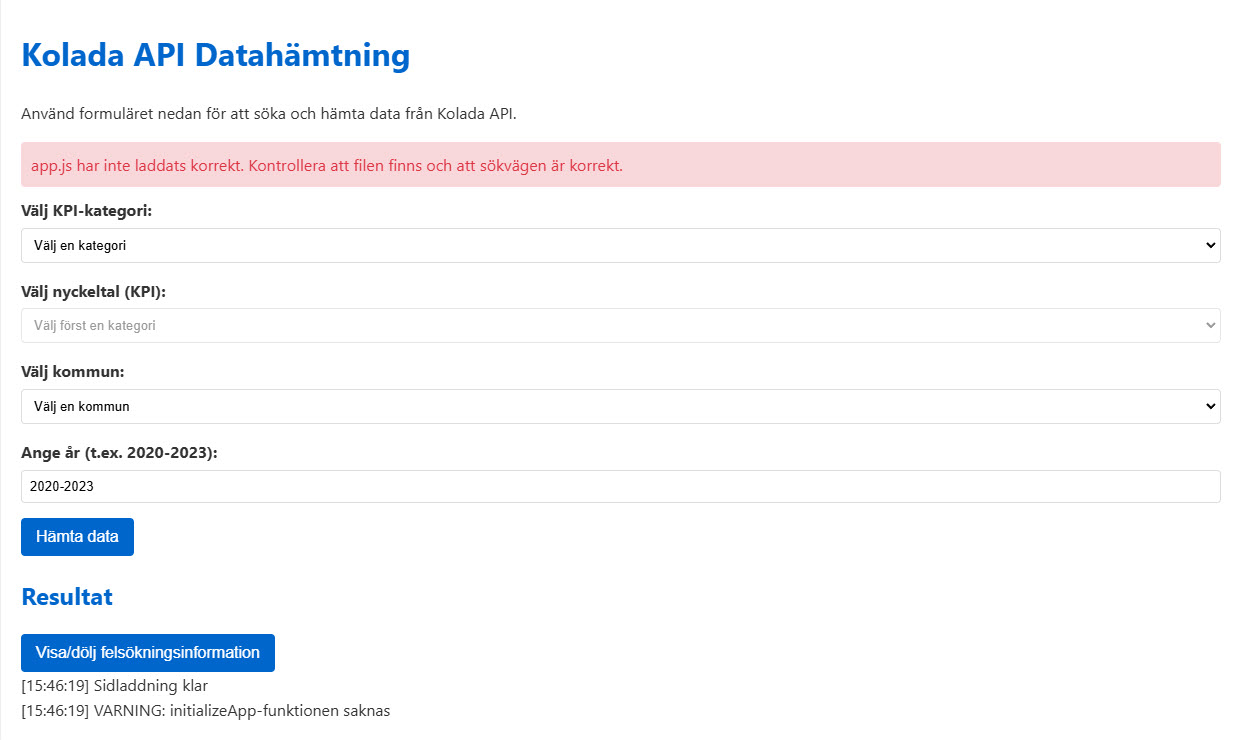 Kolada API Datahämtning
Använd formuläret nedan för att söka och hämta data från Kolada API.
app.js har inte laddats korrekt. Kontrollera att filen finns och att sökvägen är korrekt.
Välj KPI-kategori:
Välj en kategori
Välj nyckeltal (KPI):
Välj först en kategori
Välj kommun:
Välj en kommun
Ange år (t.ex. 2020-2023):
2020-2023
Hämta data
Resultat
Visa/dölj felsökningsinformation
[15:46:19] Sidladdning klar
[15:46:19] VARNING: initializeApp-funktionen saknas